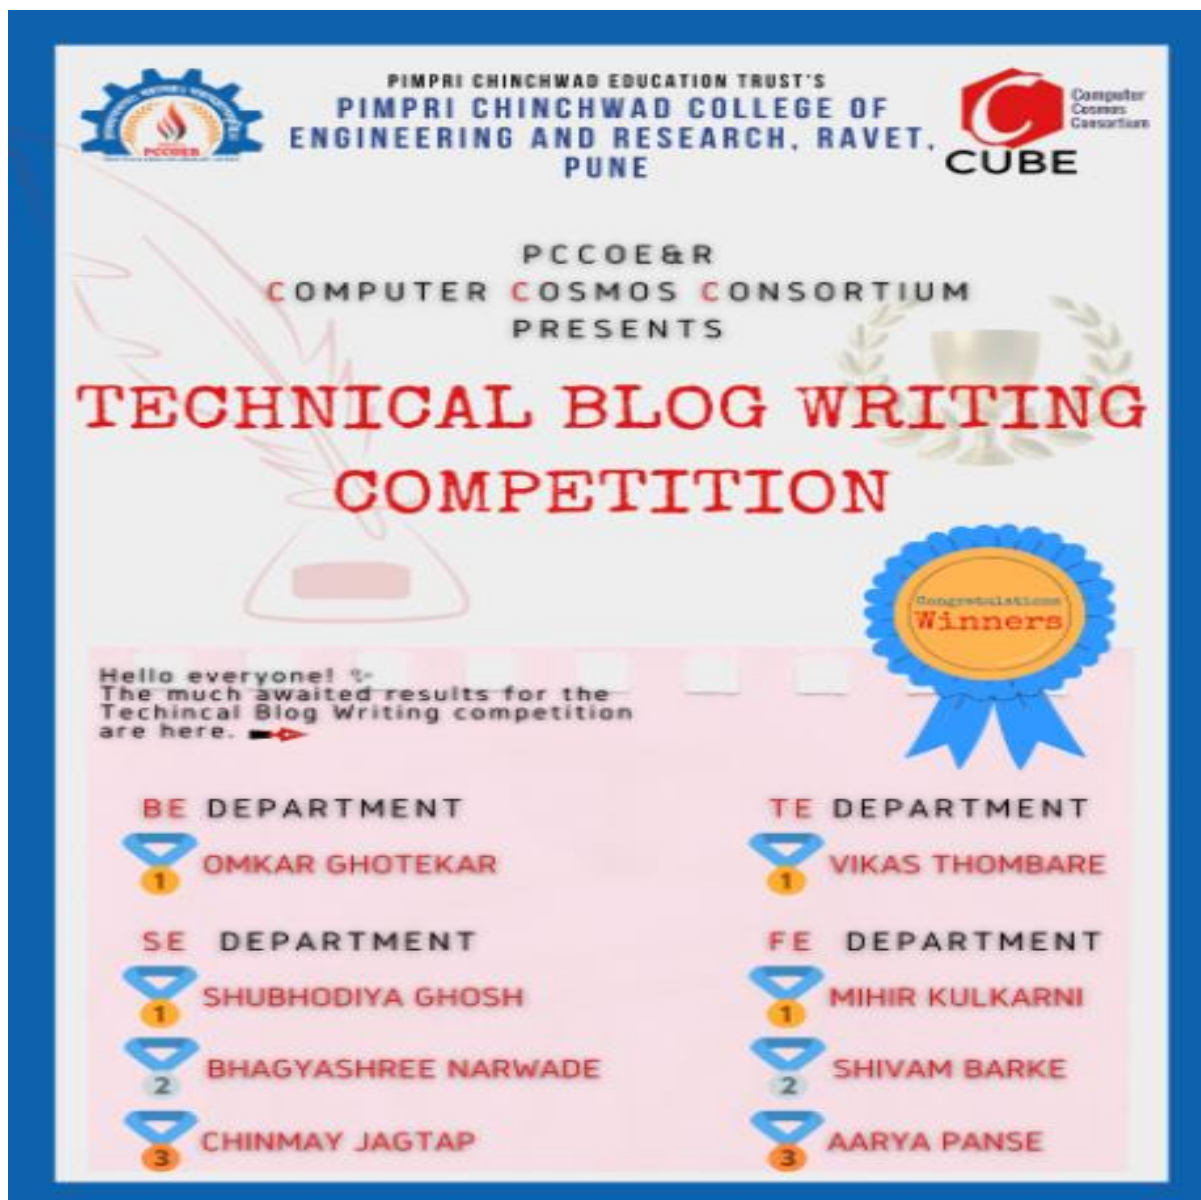 PIMPRI CHINCHWAD EDUCATION TRUST'S
PIMPRI CHINCHWAD COLLEGE OF
ENGINEERING AND RESEARCH, RAVET,
PUNE
PCCOER
Computer
Cosmos
Consortium
CUBE
PCCOE&R
COMPUTER COSMOS CONSORTIUM
PRESENTS
TECHNICAL BLOG WRITING
COMPETITION
Congratulations
Winners
Hello everyone! ✨
The much awaited results for the
Techincal Blog Writing competition
are here.
BE DEPARTMENT
1 OMKAR GHOTEKAR
TE DEPARTMENT
1 VIKAS THOMBARE
SE DEPARTMENT
1 SHUBHODIYA GHOSH
2 BHAGYASHREE NARWADE
3 CHINMAY JAGTAP
FE DEPARTMENT
1 MIHIR KULKARNI
2 SHIVAM BARKE
3 AARYA PANSE